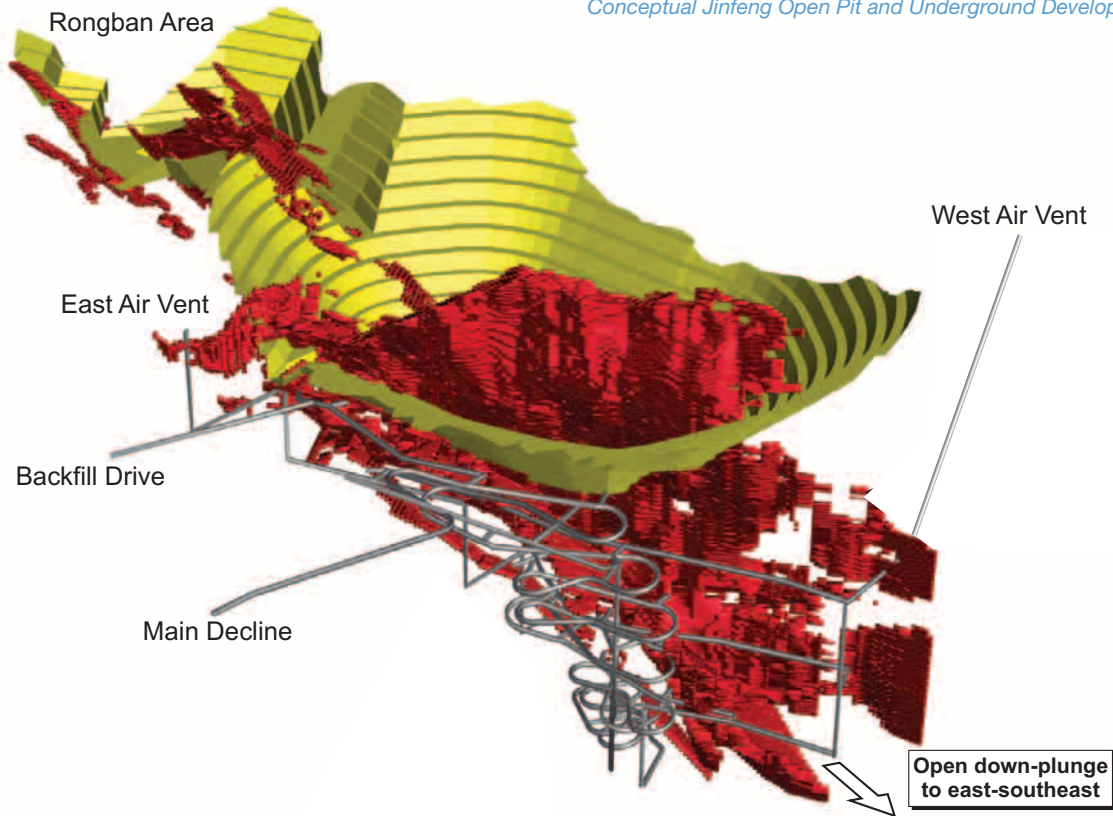 Conceptual Jinfeng Open Pit and Underground
Rongban Area
West Air Vent
East Air Vent
Backfill Drive
Main Decline
Open down-plunge
to east-southeast